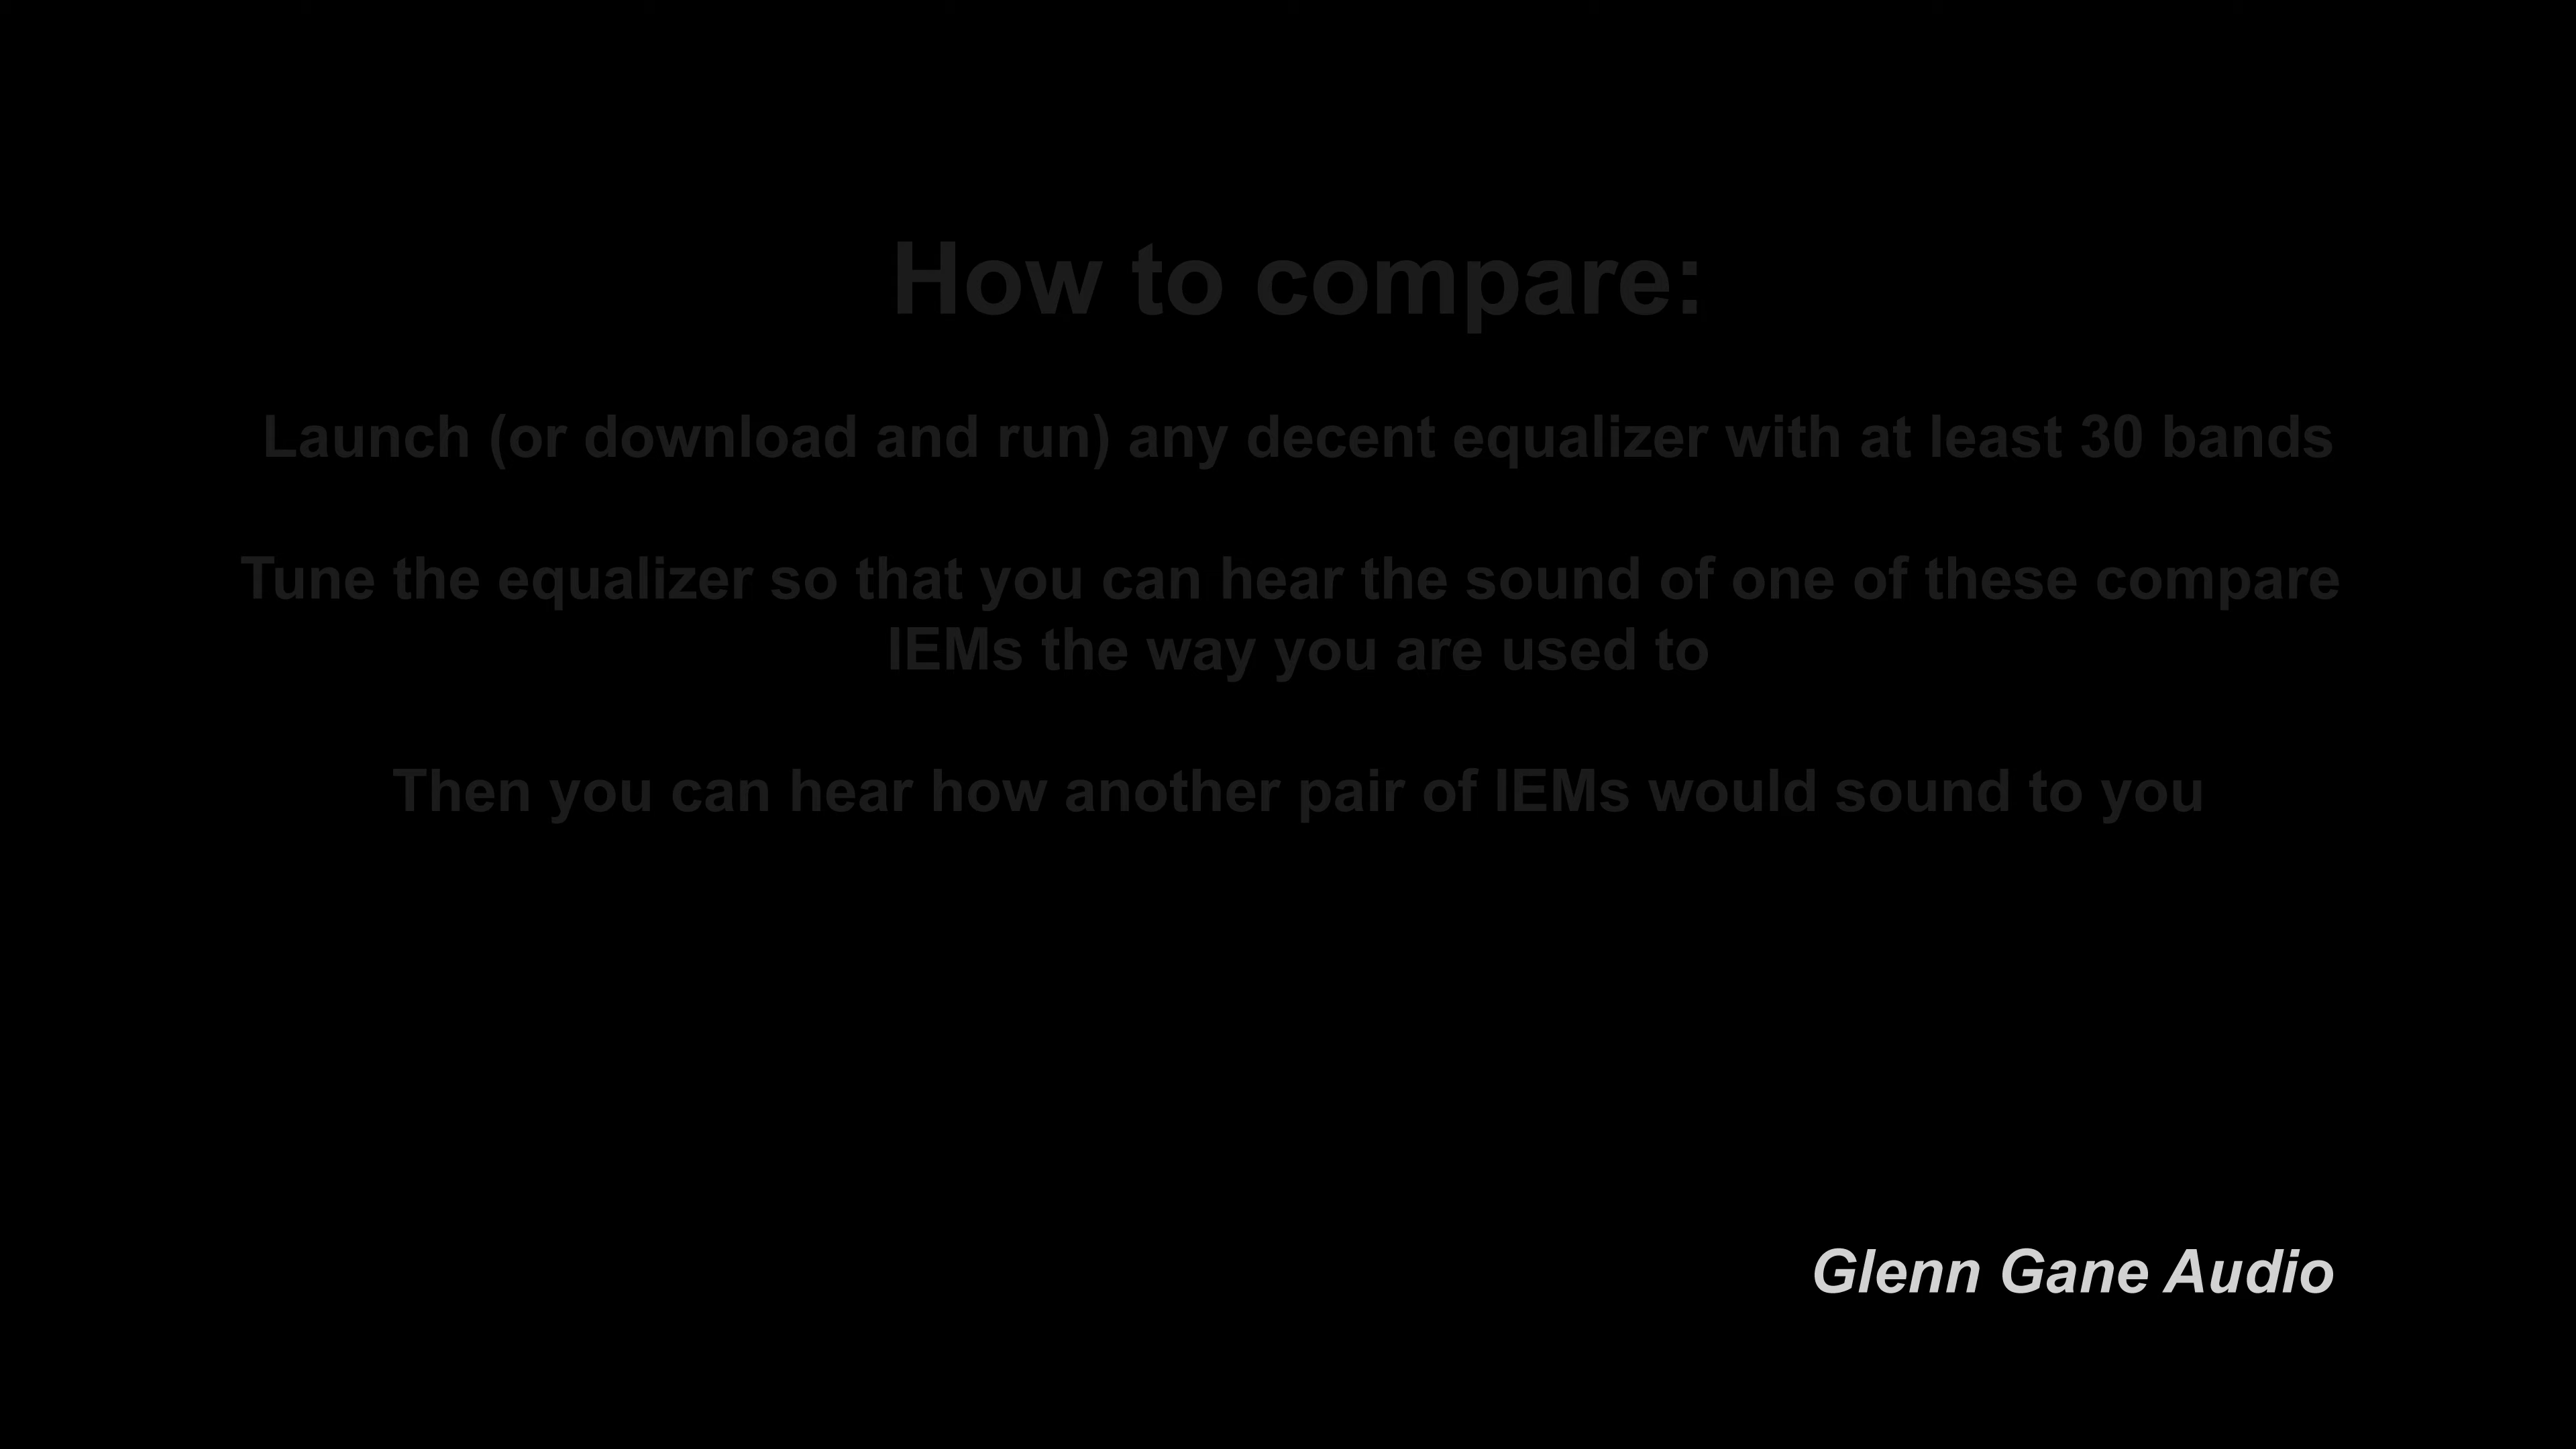 How to compare:
Launch (or download and run) any decent equalizer with at least 30 bands
Tune the equalizer so that you can hear the sound of one of these compare
IEMs the way you are used to
Then you can hear how another pair of IEMs would sound to you
Glenn Gane Audio